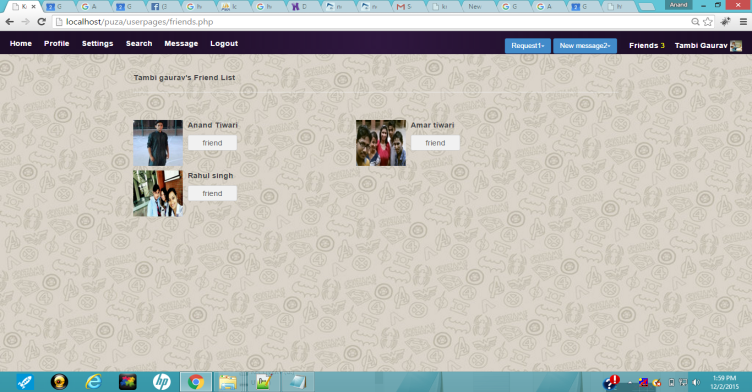 Anand
localhost/puza/userpages/friends.php
Home Profile Settings Search Message Logout Request1- New message2- Friends 3 Tambi Gaurav
Tambi gaurav's Friend List
Anand Tiwari Amar tiwari
friend friend
Rahul singh
friend
1:59 PM
12/2/2015